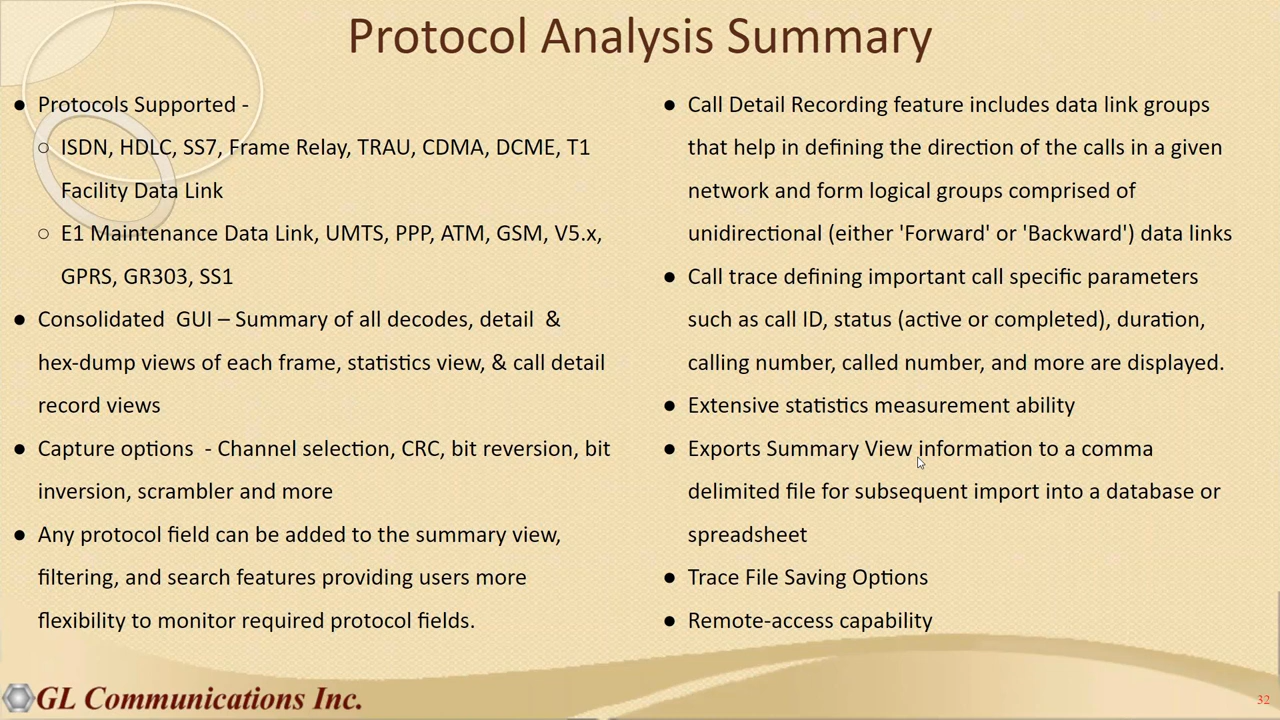 Protocol Analysis Summary
● Protocols Supported -
○ ISDN, HDLC, SS7, Frame Relay, TRAU, CDMA, DCME, T1
Facility Data Link
○ E1 Maintenance Data Link, UMTS, PPP, ATM, GSM, V5.x,
GPRS, GR303, SS1
● Consolidated  GUI – Summary of all decodes, detail  &
hex-dump views of each frame, statistics view, & call detail
record views
● Capture options  - Channel selection, CRC, bit reversion, bit
inversion, scrambler and more
● Any protocol field can be added to the summary view,
filtering, and search features providing users more
flexibility to monitor required protocol fields.
● Call Detail Recording feature includes data link groups
that help in defining the direction of the calls in a given
network and form logical groups comprised of
unidirectional (either 'Forward' or 'Backward') data links
● Call trace defining important call specific parameters
such as call ID, status (active or completed), duration,
calling number, called number, and more are displayed.
● Extensive statistics measurement ability
● Exports Summary View information to a comma
delimited file for subsequent import into a database or
spreadsheet
● Trace File Saving Options
● Remote-access capability
GL Communications Inc.
32